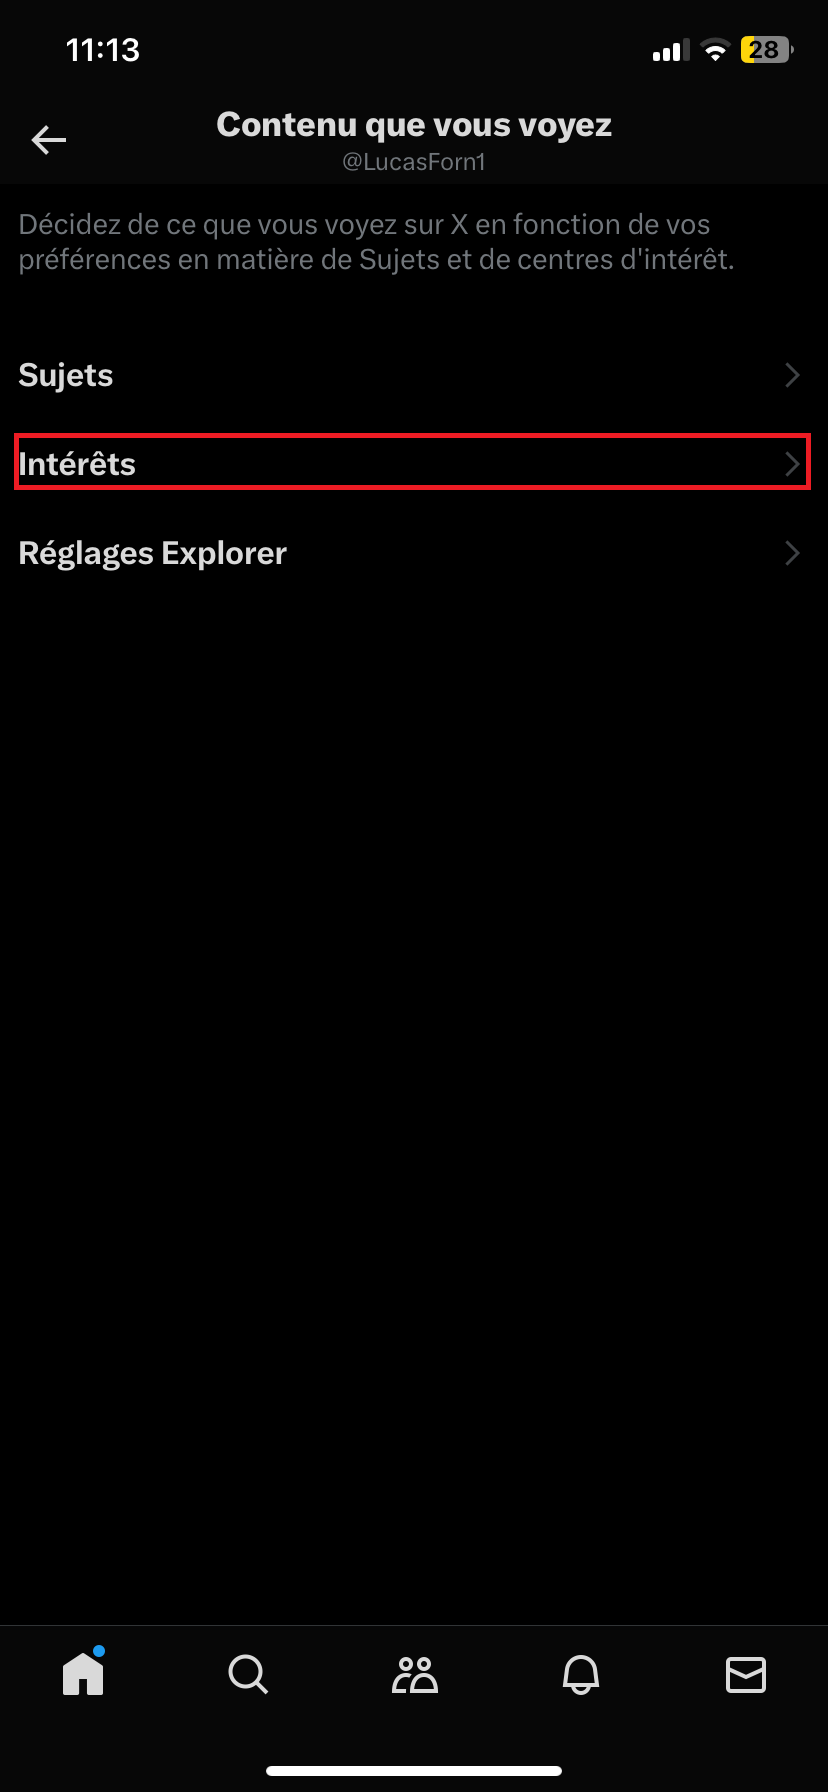 11:13
28
Contenu que vous voyez
@LucasForn1
Décidez de ce que vous voyez sur X en fonction de vos
préférences en matière de Sujets et de centres d'intérêt.
Sujets
Intérêts
Réglages Explorer